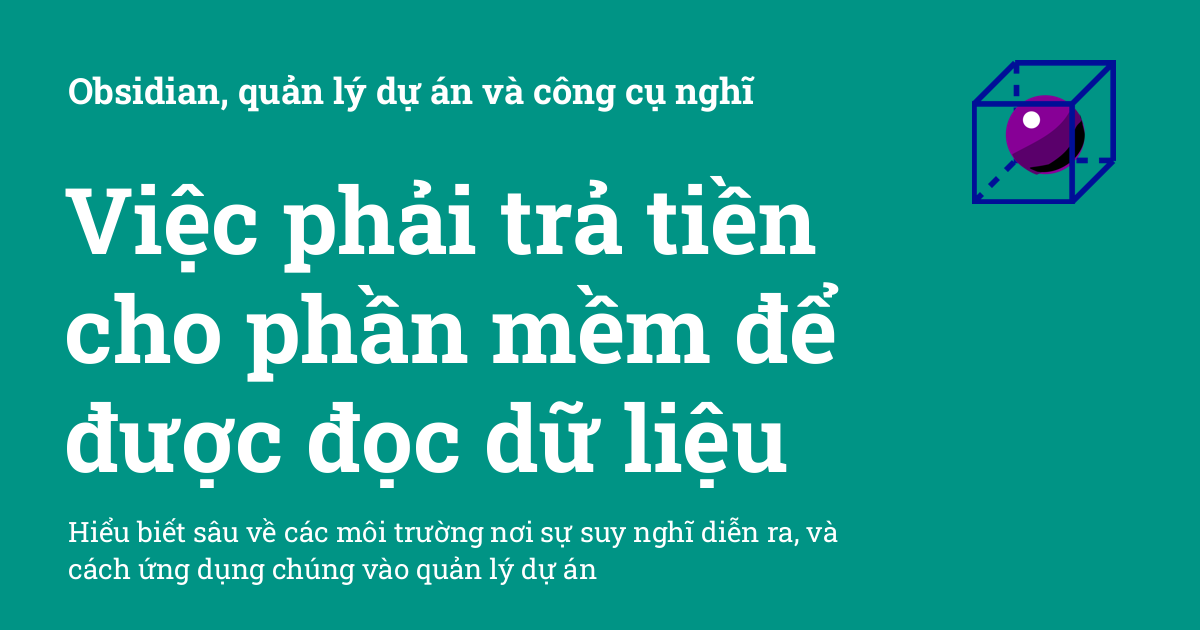 Obsidian, quản lý dự án và công cụ nghĩ
Việc phải trả tiền
cho phần mềm để
được đọc dữ liệu
Hiểu biết sâu về các môi trường nơi sự suy nghĩ diễn ra, và
cách ứng dụng chúng vào quản lý dự án